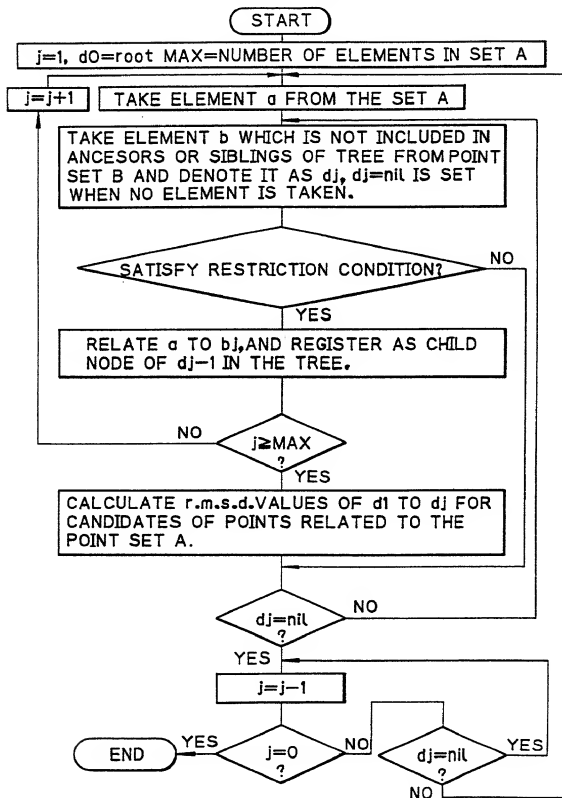 START
j=1, d0=root MAX=NUMBER OF ELEMENTS IN SET A
j=j+1
TAKE ELEMENT a FROM THE SET A
TAKE ELEMENT b WHICH IS NOT INCLUDED IN
ANCESORS OR SIBLINGS OF TREE FROM POINT
SET B AND DENOTE IT AS dj, dj=nil IS SET
WHEN NO ELEMENT IS TAKEN.
SATISFY RESTRICTION CONDITION?
NO
YES
RELATE a TO bj, AND REGISTER AS CHILD
NODE OF dj-1 IN THE TREE.
NO
j≧MAX
?
YES
CALCULATE r.m.s.d. VALUES OF d1 TO dj FOR
CANDIDATES OF POINTS RELATED TO THE
POINT SET A.
dj=nil
?
NO
YES
j=j-1
END
YES
j=0
?
NO
dj=nil
?
YES
NO